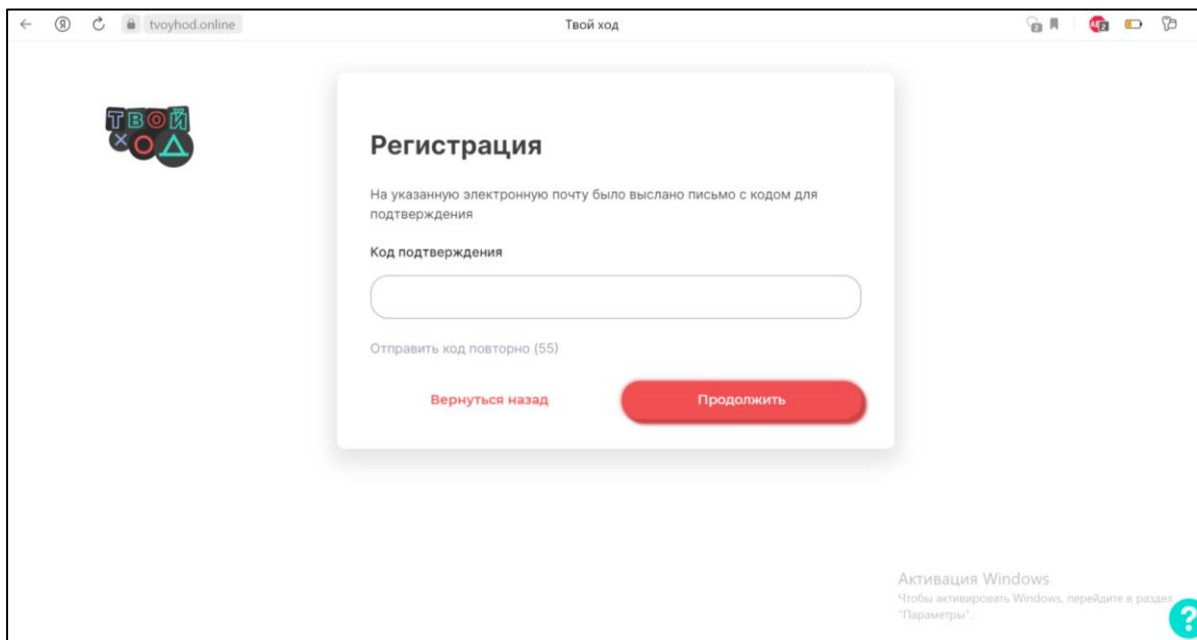 tvoyhod.online
Твой ход
ТВОЙ
ХОД
Регистрация
На указанную электронную почту было выслано письмо с кодом для
подтверждения
Код подтверждения
Отправить код повторно (55)
Вернуться назад
Продолжить
Активация Windows
Чтобы активировать Windows, перейдите в раздел
"Параметры".
?